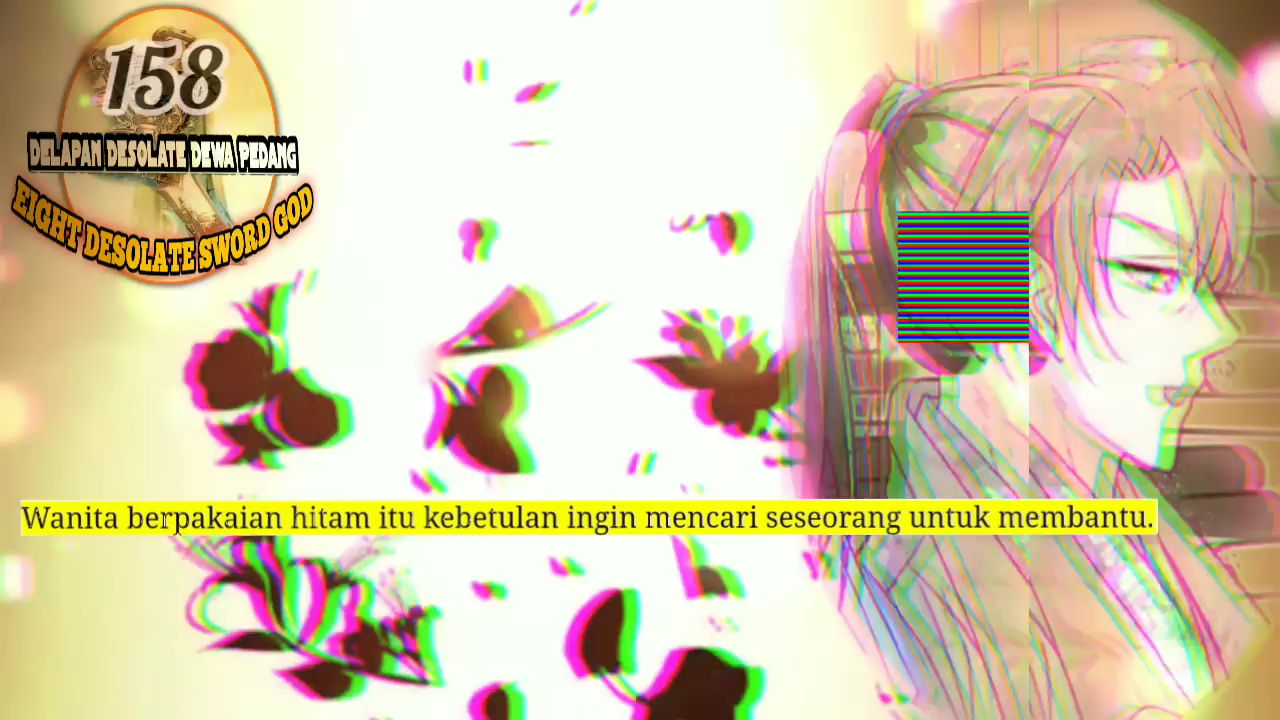 158
DELAPAN DESOLATE DEWA PEDANG
EIGHT DESOLATE SWORD GOD
Wanita berpakaian hitam itu kebetulan ingin mencari seseorang untuk membantu.